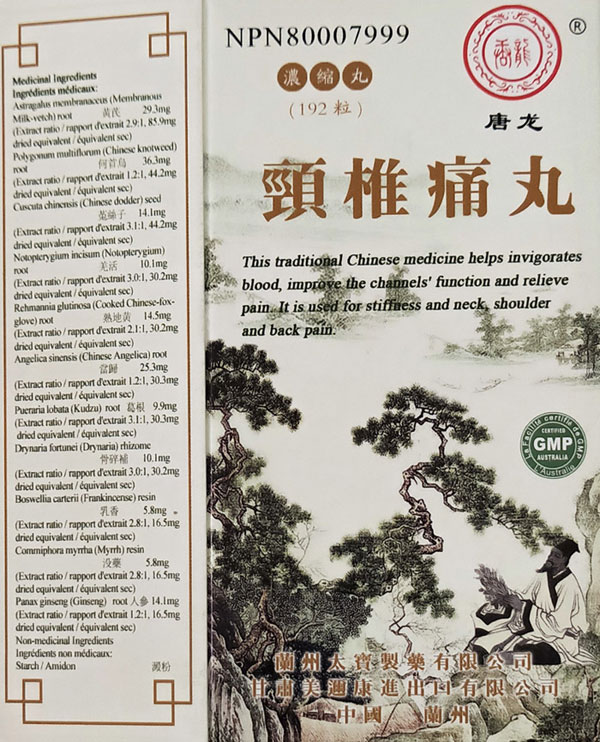 Medicinal Ingredients
Ingrédients médicaux:
Astragalus membranaceus (Membranous
Milk-vetch) root 黃茋 29.3mg
(Extract ratio / rapport d'extrait 2.9:1, 85.9mg
dried equivalent / équivalent sec)
Polygonum multiflorum (Chinese knotweed)
root 何首烏 36.3mg
(Extract ratio / rapport d'extrait 1.2:1, 44.2mg
dried equivalent / équivalent sec)
Cuscuta chinensis (Chinese dodder) seed
菟絲子 14.1mg
(Extract ratio / rapport d'extrait 3.1:1, 44.2mg
dried equivalent / équivalent sec)
Notopterygium incisum (Notopterygium)
root 羌活 10.1mg
(Extract ratio / rapport d'extrait 3.0:1, 30.2mg
dried equivalent / équivalent sec)
Rehmannia glutinosa (Cooked Chinese-fox-
glove) root 熟地黃 14.5mg
(Extract ratio / rapport d'extrait 2.1:1, 30.2mg
dried equivalent / équivalent sec)
Angelica sinensis (Chinese Angelica) root
當歸 25.3mg
(Extract ratio / rapport d'extrait 1.2:1, 30.3mg
dried equivalent / équivalent sec)
Pueraria lobata (Kudzu) root 葛根 9.9mg
(Extract ratio / rapport d'extrait 3.1:1, 30.3mg
dried equivalent / équivalent sec)
Drynaria fortunei (Drynaria) rhizome
骨碎補 10.1mg
(Extract ratio / rapport d'extrait 3.0:1, 30.2mg
dried equivalent / équivalent sec)
Boswellia carterii (Frankincense) resin
乳香 5.8mg
(Extract ratio / rapport d'extrait 2.8:1, 16.5mg
dried equivalent / équivalent sec)
Commiphora myrrha (Myrrh) resin
没藥 5.8mg
(Extract ratio / rapport d'extrait 2.8:1, 16.5mg
dried equivalent / équivalent sec)
Panax ginseng (Ginseng) root 人參 14.1mg
(Extract ratio / rapport d'extrait 1.2:1, 16.5mg
dried equivalent / équivalent sec)
Non-medicinal Ingredients
Ingrédients non médicaux:
Starch / Amidon 澱粉
NPN80007999
濃缩丸
(192 粒)
®
唐龙
頸椎痛丸
This traditional Chinese medicine helps invigorates
blood, improve the channels' function and relieve
pain. It is used for stiffness and neck, shoulder
and back pain.
La Facilité certifiée de GMP
CERTIFIED
GMP
AUSTRALIA
L'Australia
蘭州太寶製藥有限公司
甘肅美邇康進出口有限公司
中國 蘭州